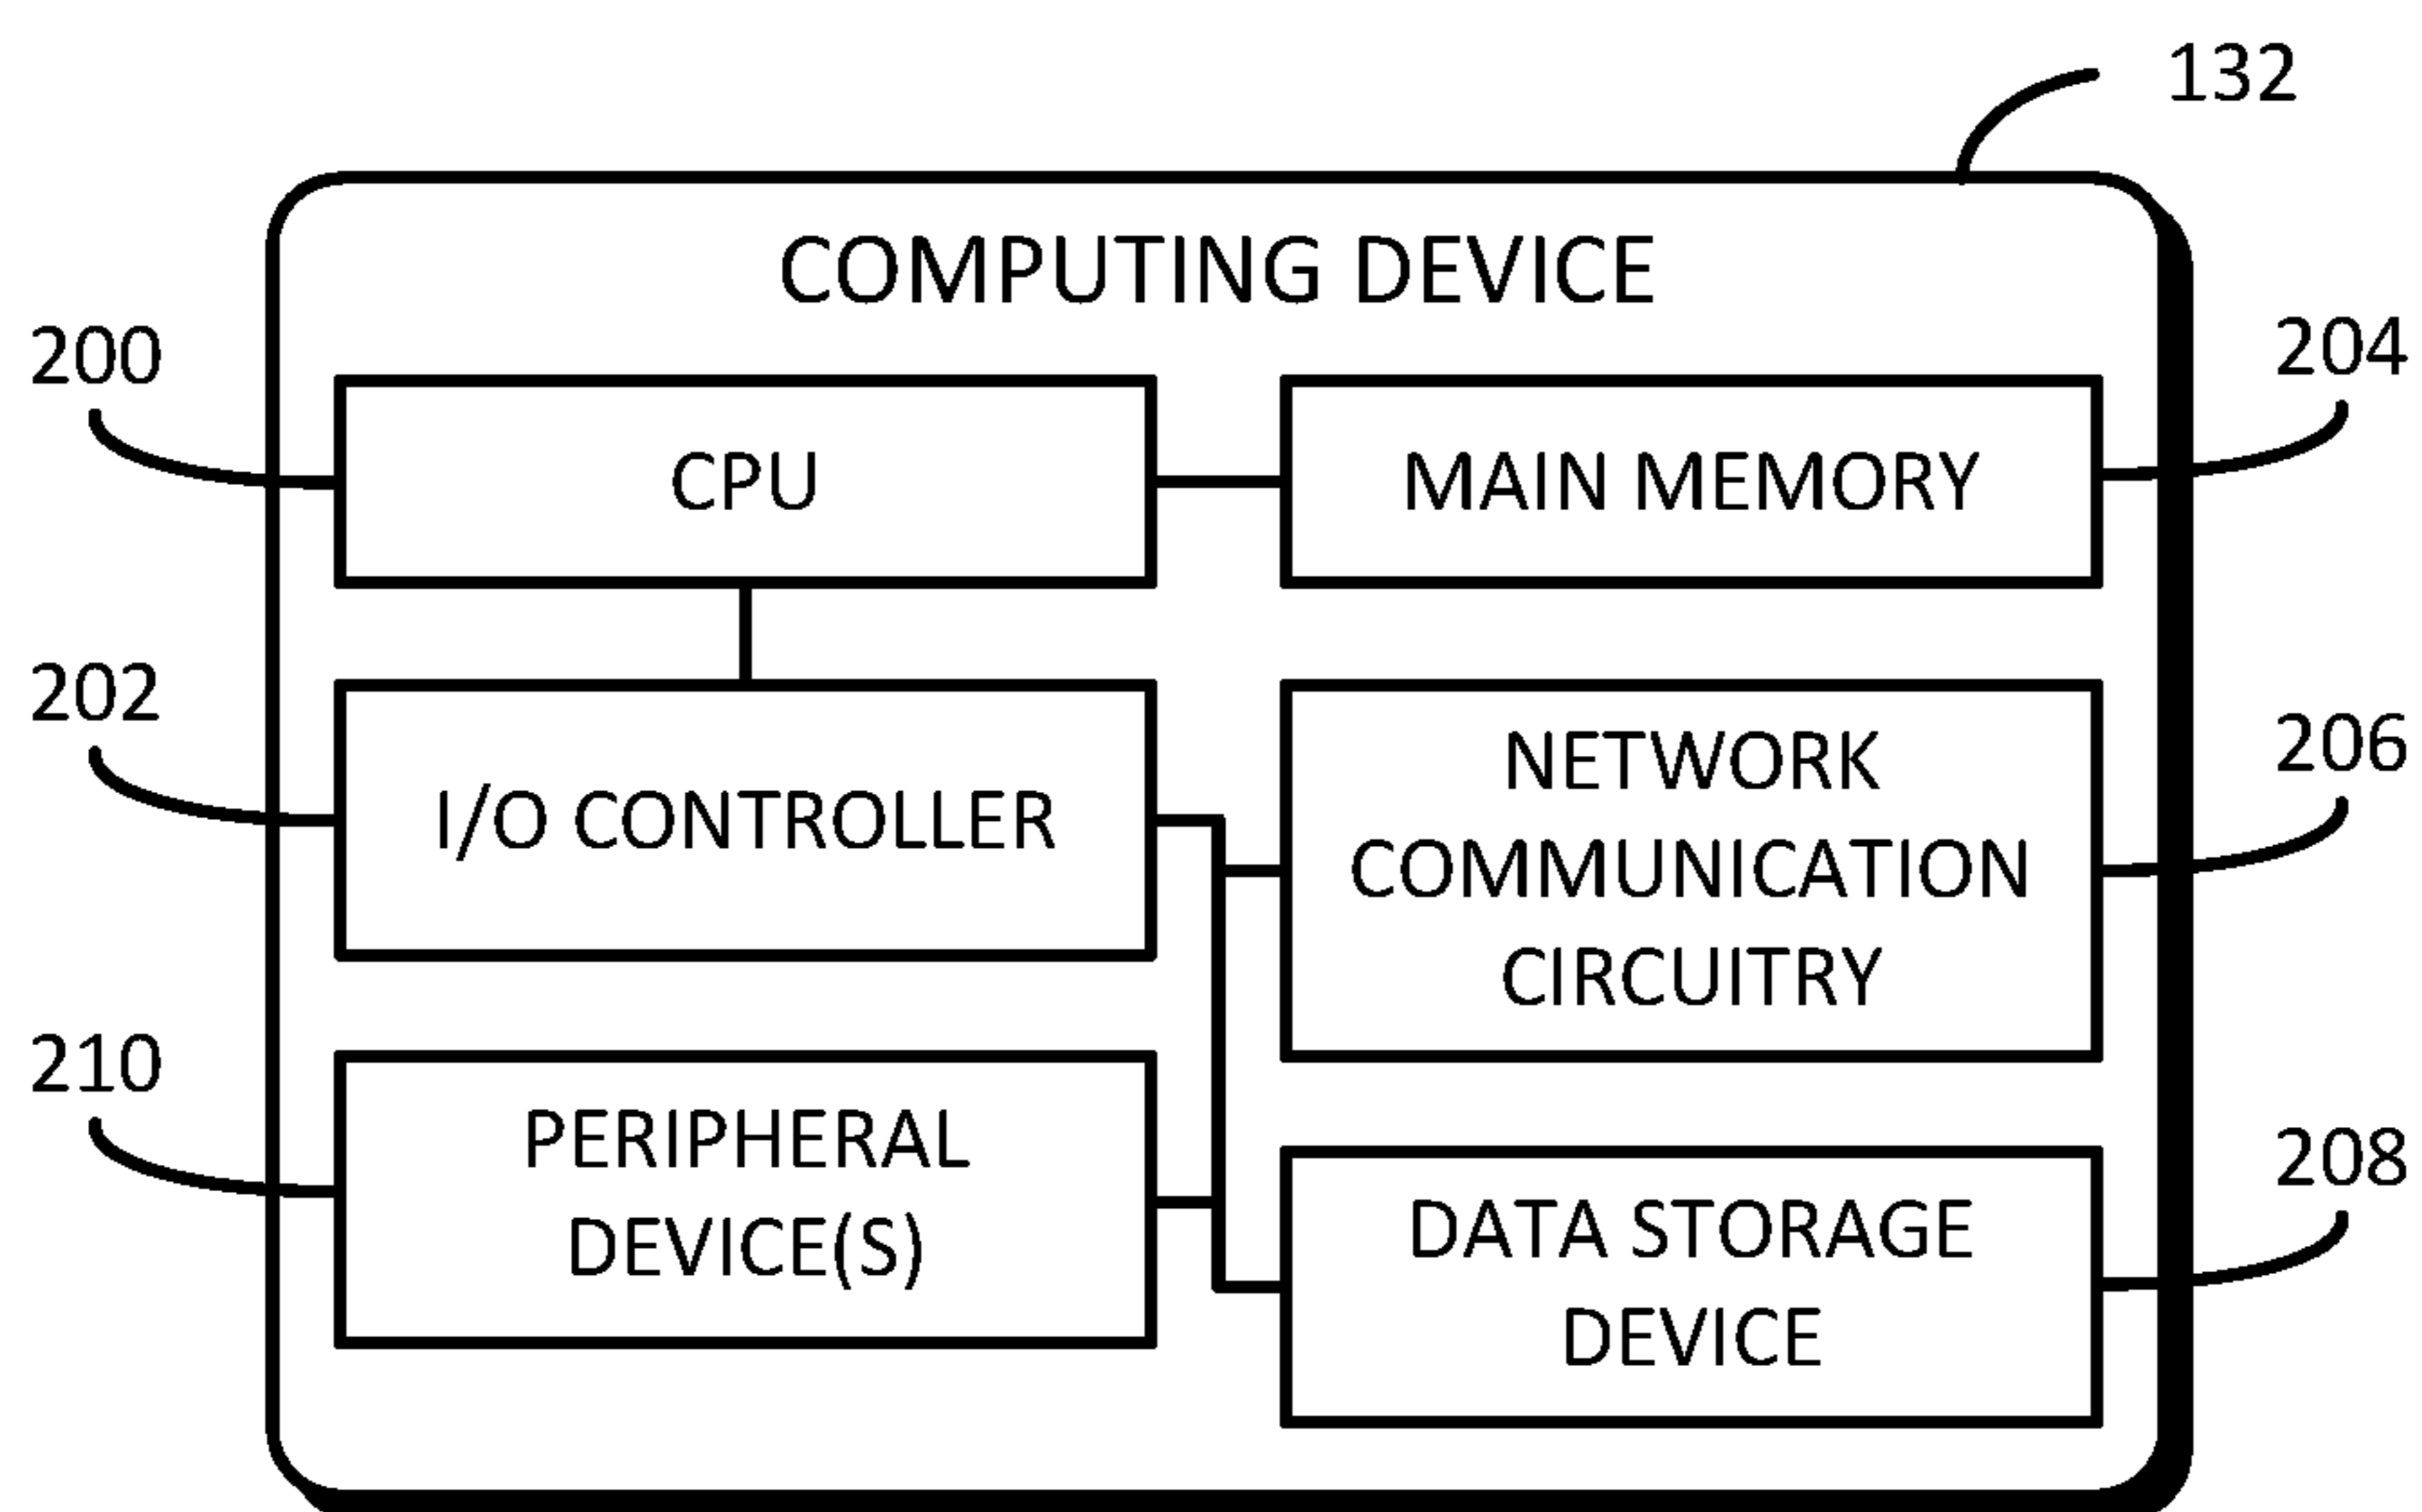 132
COMPUTING DEVICE
200
204
CPU
MAIN MEMORY
202
206
I/O CONTROLLER
NETWORK
COMMUNICATION
CIRCUITRY
210
208
PERIPHERAL
DEVICE(S)
DATA STORAGE
DEVICE